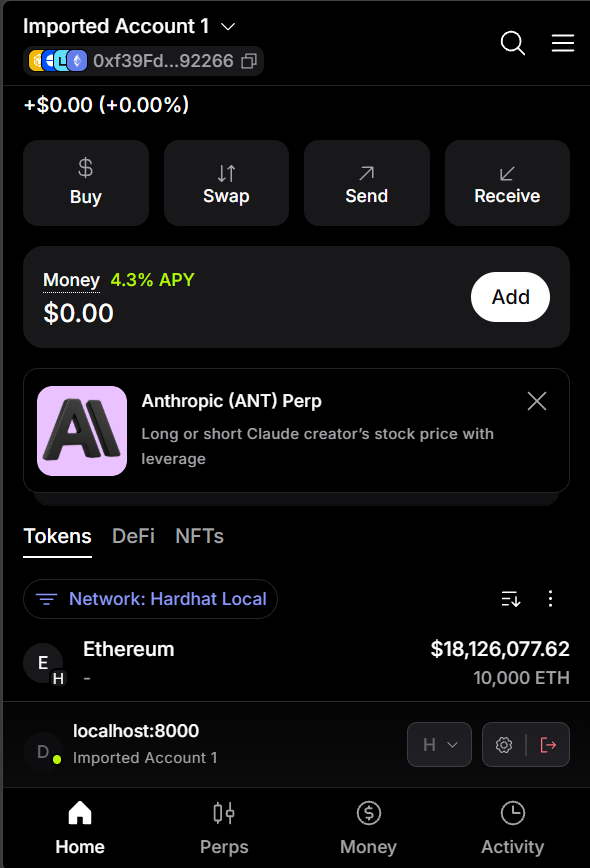 Imported Account 1
0xf39Fd...92266
+$0.00 (+0.00%)
Buy
Swap
Send
Receive
Money 4.3% APY
$0.00
Add
Anthropic (ANT) Perp
Long or short Claude creator's stock price with
leverage
Tokens DeFi NFTs
Network: Hardhat Local
E
H
Ethereum
$18,126,077.62
-
10,000 ETH
D
localhost:8000
Imported Account 1
H
Home
Perps
Money
Activity